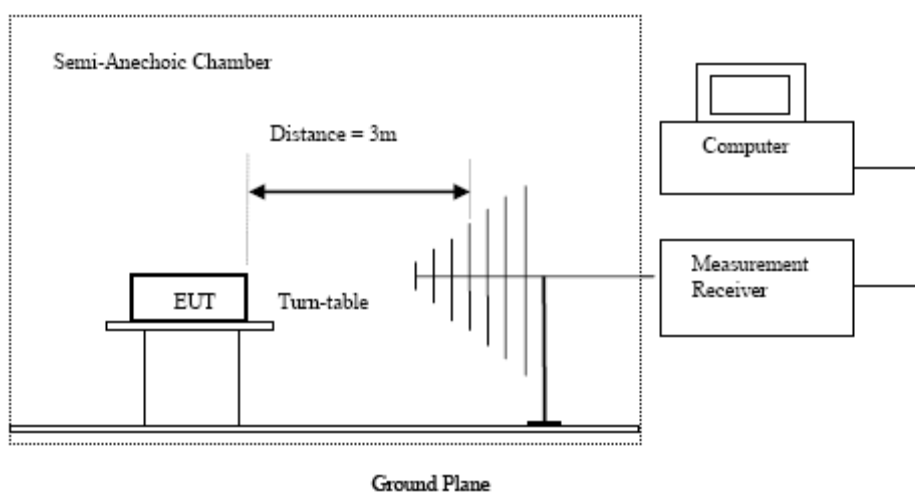 Semi-Anechoic Chamber
Distance = 3m
Computer
Measurement
Receiver
EUT
Turn-table
Ground Plane